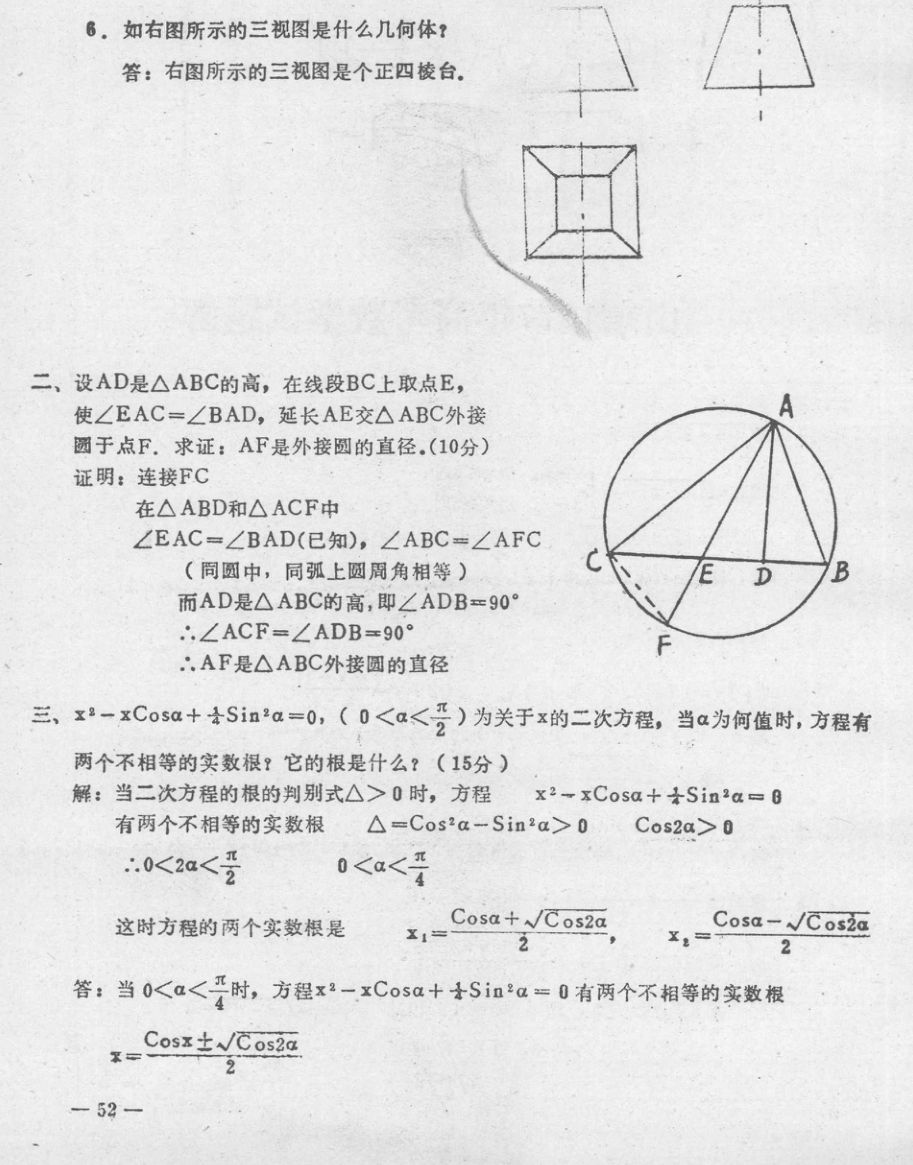 6．如右图所示的三视图是什么几何体？
答：右图所示的三视图是个正四棱台．
二、设AD是△ABC的高，在线段BC上取点E，
使∠EAC＝∠BAD，延长AE交△ABC外接
圆于点F．求证：AF是外接圆的直径．(10分)
证明：连接FC
在△ABD和△ACF中
∠EAC＝∠BAD(已知)，∠ABC＝∠AFC
（同圆中，同弧上圆周角相等）
而AD是△ABC的高，即∠ADB＝90°
∴∠ACF＝∠ADB＝90°
∴AF是△ABC外接圆的直径
A
C
E
D
B
F
三、x²－xCosα＋¼Sin²α＝0，（0＜α＜π/2）为关于x的二次方程，当α为何值时，方程有
两个不相等的实数根？它的根是什么？（15分）
解：当二次方程的根的判别式△＞0时，方程 x²－xCosα＋¼Sin²α＝0
有两个不相等的实数根 △＝Cos²α－Sin²α＞0 Cos2α＞0
∴0＜2α＜π/2 0＜α＜π/4
这时方程的两个实数根是 x₁＝(Cosα＋√Cos2α)/2， x₂＝(Cosα－√Cos2α)/2
答：当0＜α＜π/4时，方程x²－xCosα＋¼Sin²α＝0有两个不相等的实数根
x＝(Cosx±√Cos2α)/2
— 52 —